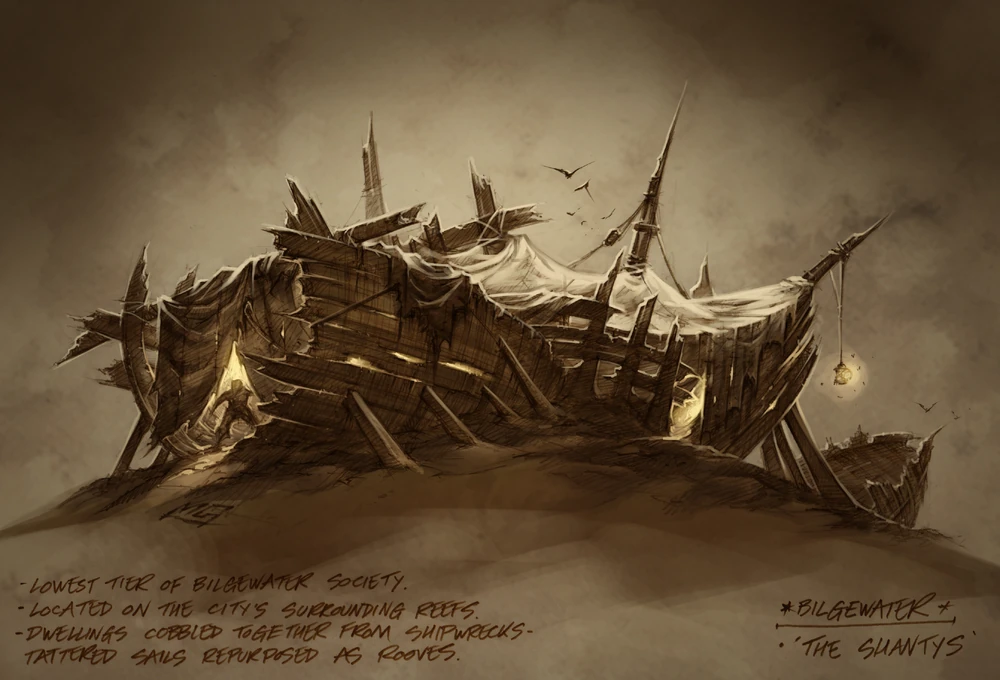 MG7
- LOWEST TIER OF BILGEWATER SOCIETY.
- LOCATED ON THE CITY'S SURROUNDING REEFS.
- DWELLINGS COBBLED TOGETHER FROM SHIPWRECKS -
TATTERED SAILS REPURPOSED AS ROOVES.
* BILGEWATER *
• 'THE SHANTYS'